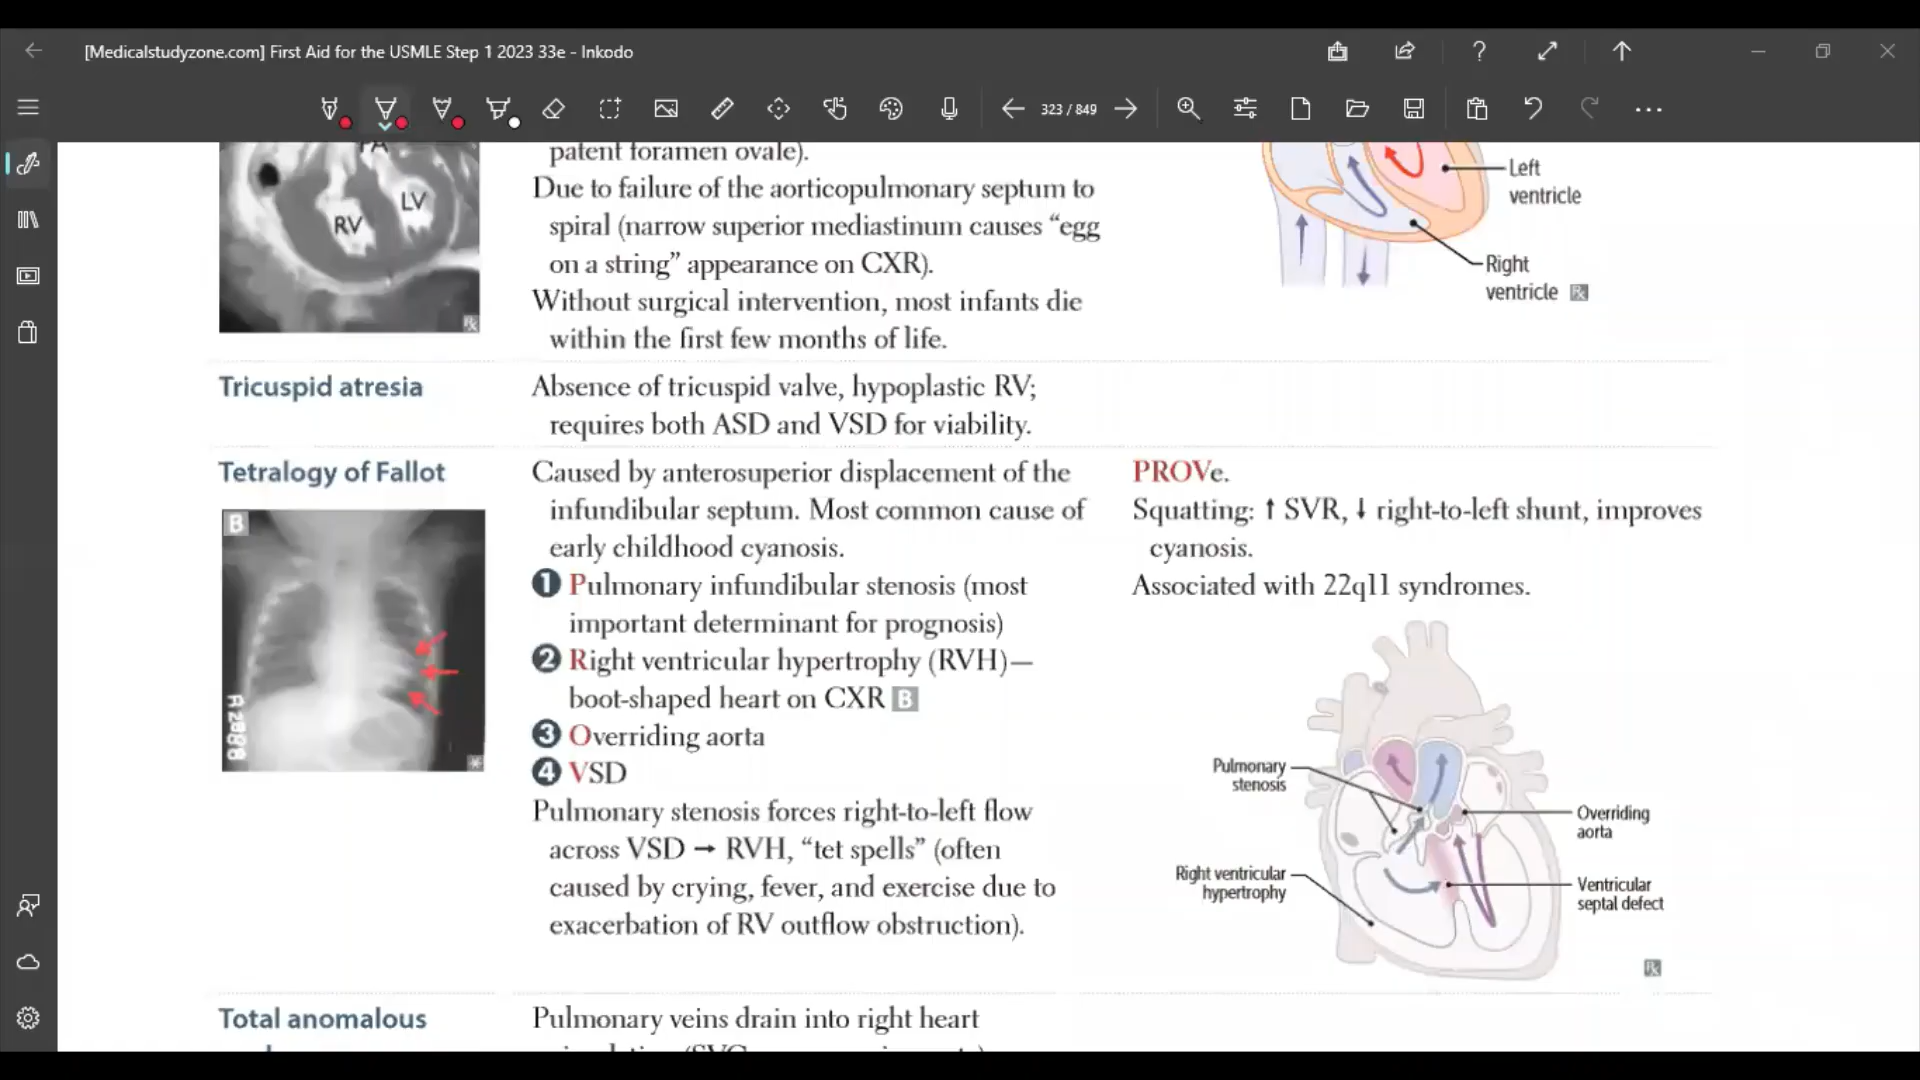 [Medicalstudyzone.com] First Aid for the USMLE Step 1 2023 33e - Inkodo
323 / 849
PA
LV
RV
patent foramen ovale).
Due to failure of the aorticopulmonary septum to
spiral (narrow superior mediastinum causes “egg
on a string” appearance on CXR).
Without surgical intervention, most infants die
within the first few months of life.
Left
ventricle
Right
ventricle
Tricuspid atresia
Absence of tricuspid valve, hypoplastic RV;
requires both ASD and VSD for viability.
Tetralogy of Fallot
B
A2888
Caused by anterosuperior displacement of the
infundibular septum. Most common cause of
early childhood cyanosis.
1 Pulmonary infundibular stenosis (most
important determinant for prognosis)
2 Right ventricular hypertrophy (RVH)—
boot-shaped heart on CXR B
3 Overriding aorta
4 VSD
Pulmonary stenosis forces right-to-left flow
across VSD → RVH, “tet spells” (often
caused by crying, fever, and exercise due to
exacerbation of RV outflow obstruction).
PROVe.
Squatting: ↑ SVR, ↓ right-to-left shunt, improves
cyanosis.
Associated with 22q11 syndromes.
Pulmonary
stenosis
Right ventricular
hypertrophy
Overriding
aorta
Ventricular
septal defect
Total anomalous
Pulmonary veins drain into right heart